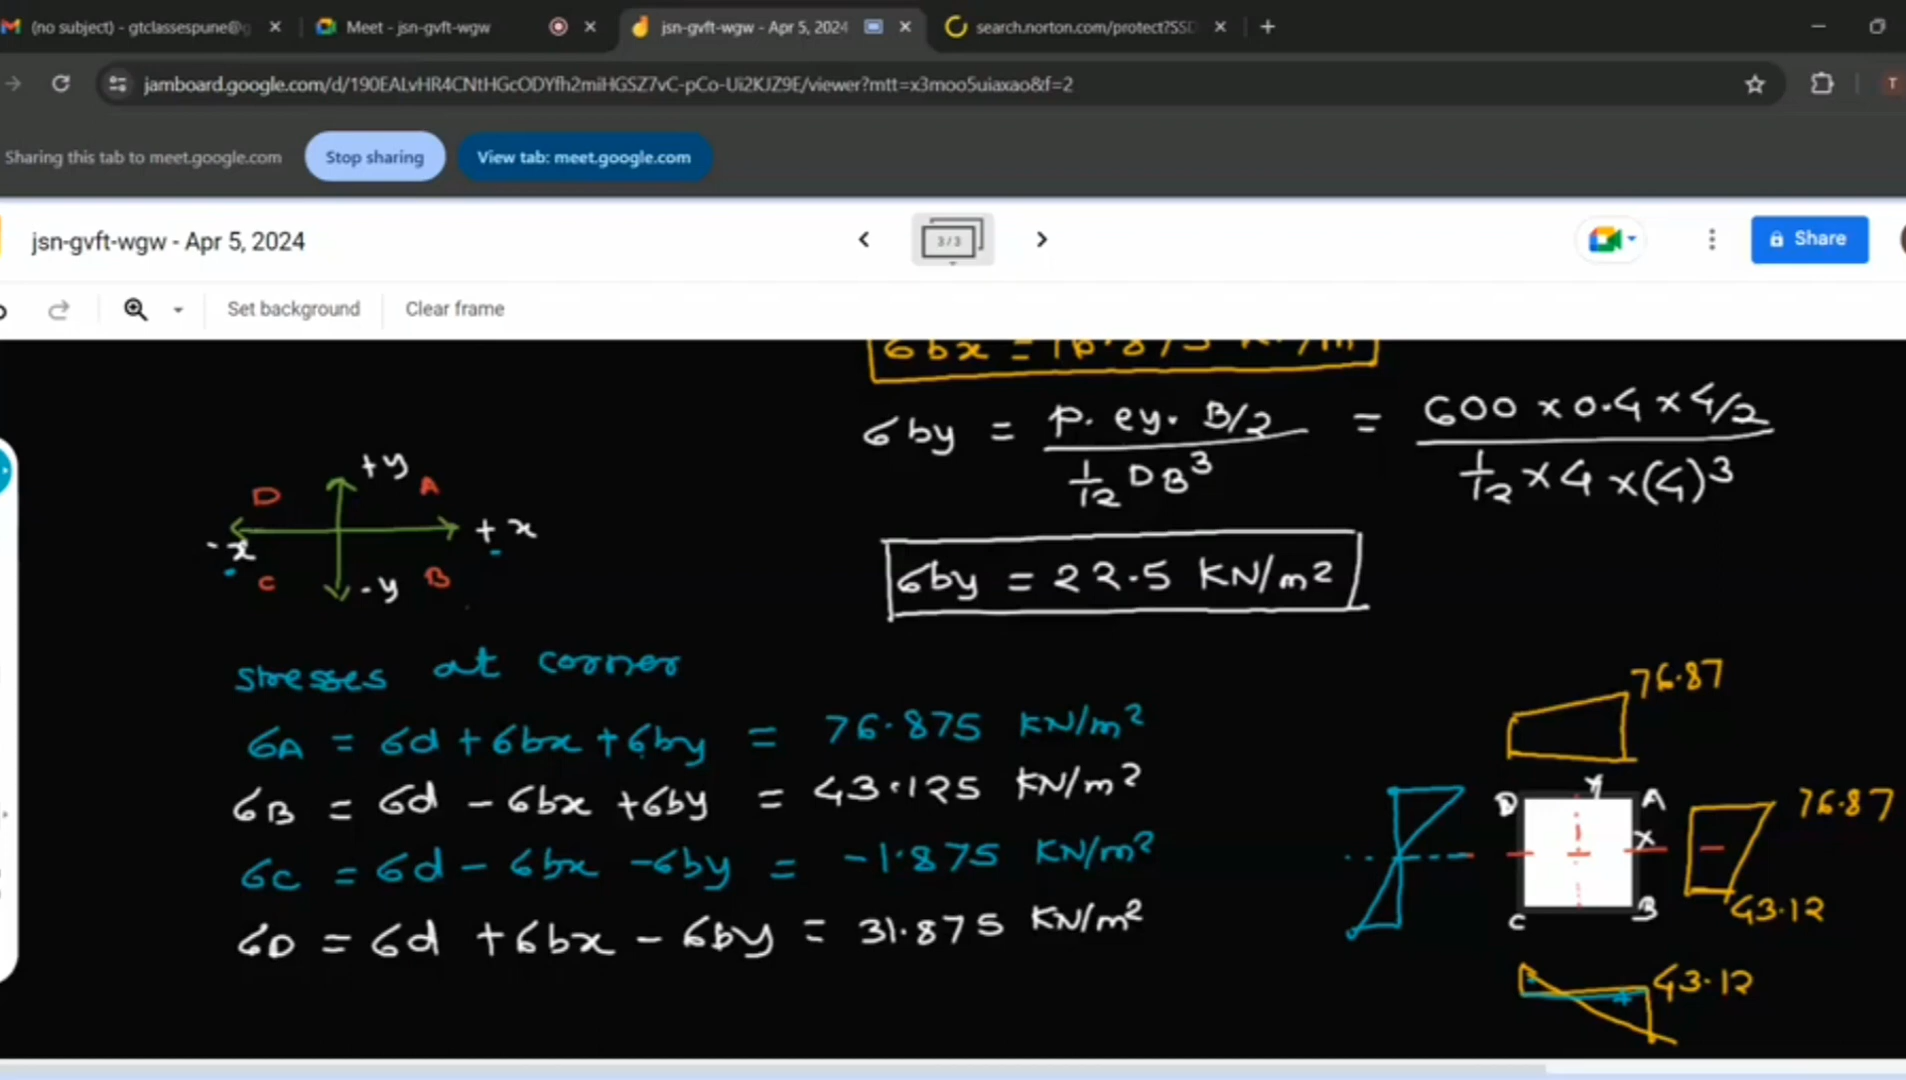 (no subject) - gtclassespune@g
Meet - jsn-gvft-wgw
jsn-gvft-wgw - Apr 5, 2024
search.norton.com/protect?SSD
jamboard.google.com/d/190EALvHR4CNtHGcODYfh2miHGSZ7vC-pCo-Ui2KJZ9E/viewer?mtt=x3moo5uiaxao&f=2
T
Sharing this tab to meet.google.com
Stop sharing
View tab: meet.google.com
jsn-gvft-wgw - Apr 5, 2024
3 / 3
Share
Set background
Clear frame
6bx = 16.875 KN/m
6by = P. ey. B/2 / 1/12 DB³ = 600 x 0.4 x 4/2 / 1/12 x 4 x (4)³
6by = 22.5 KN/m²
+y
D A
-x +x
C B
-y
stresses at corner
6A = 6d + 6bx + 6by = 76.875 KN/m²
6B = 6d - 6bx + 6by = 43.125 KN/m²
6C = 6d - 6bx - 6by = -1.875 KN/m²
6D = 6d + 6bx - 6by = 31.875 KN/m²
76.87
D Y A
X
76.87
C B
43.12
43.12